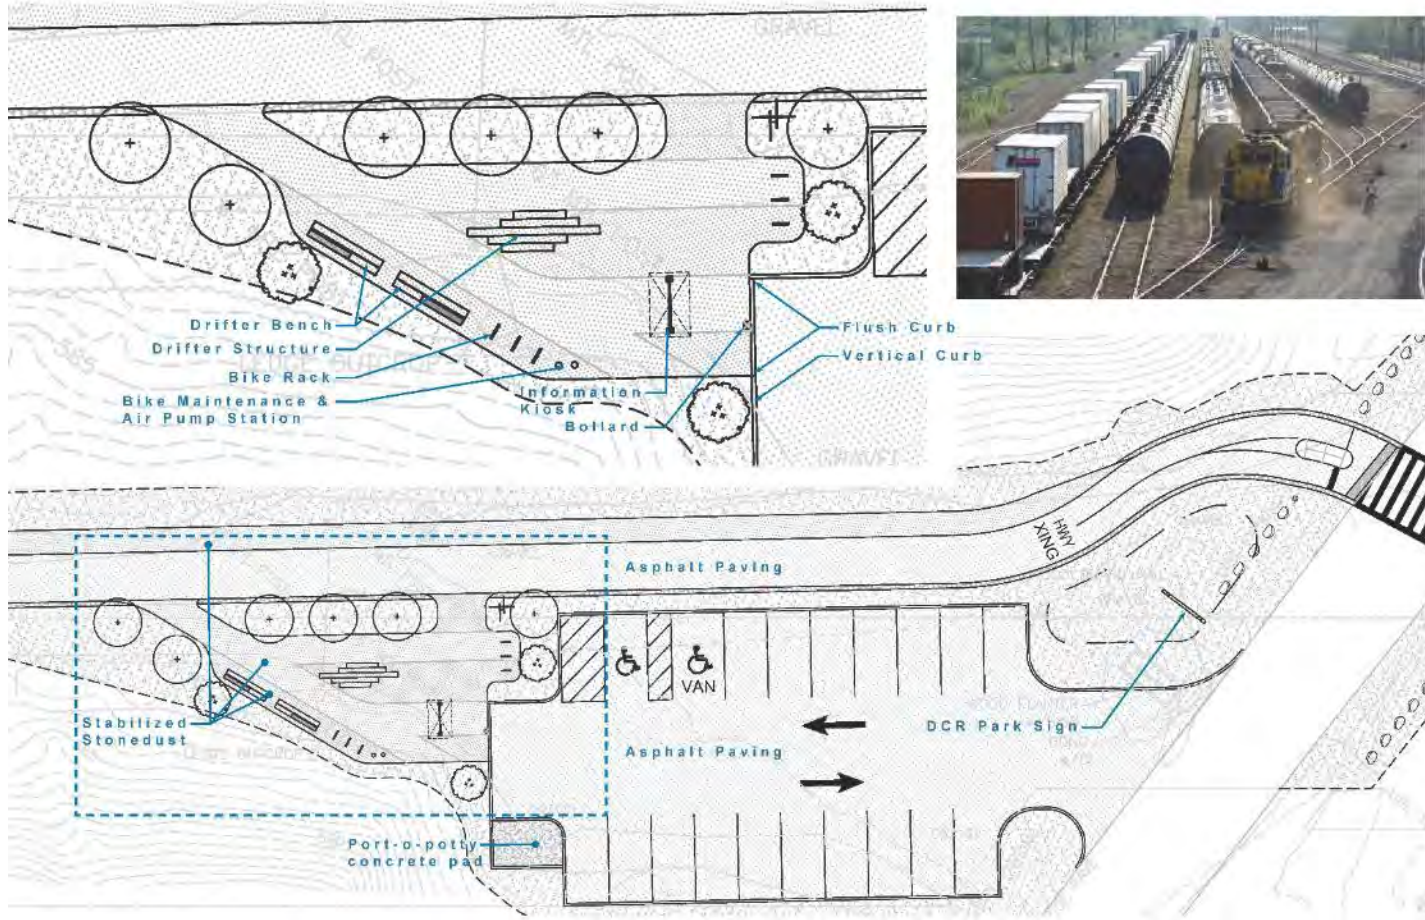 GRAVEL
Drifter Bench
Drifter Structure
Bike Rack
Bike Maintenance &
Air Pump Station
Information
Kiosk
Bollard
Flush Curb
Vertical Curb
585
HWY
XING
Asphalt Paving
VAN
Stabilized
Stonedust
Asphalt Paving
DCR Park Sign
Port-o-potty
concrete pad